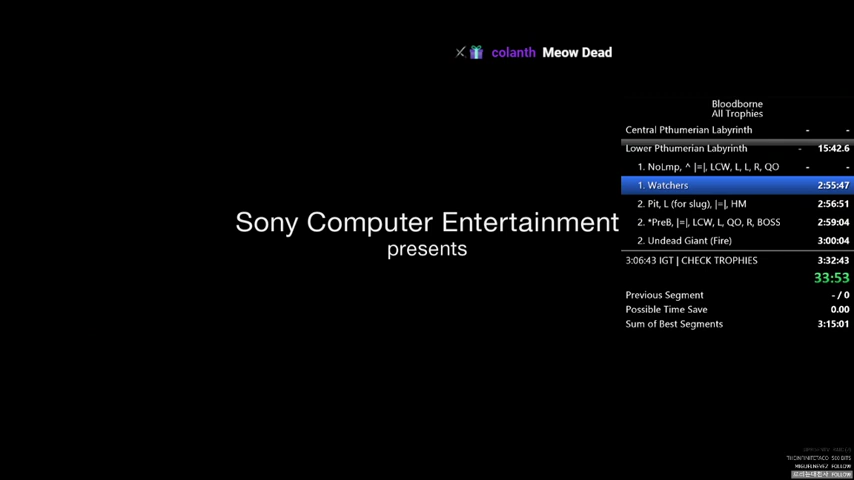 colanth Meow Dead
Bloodborne
All Trophies
Central Pthumerian Labyrinth - -
Lower Pthumerian Labyrinth - 15:42.6
1. NoLmp, ^ |=|, LCW, L, L, R, QO - -
1. Watchers 2:55:47
2. Pit, L (for slug), |=|, HM 2:56:51
2. *PreB, |=|, LCW, L, QO, R, BOSS 2:59:04
2. Undead Giant (Fire) 3:00:04
3:06:43 IGT | CHECK TROPHIES 3:32:43
33:53
Previous Segment - / 0
Possible Time Save 0.00
Sum of Best Segments 3:15:01
Sony Computer Entertainment
presents
FOLLOW
FOLLOW